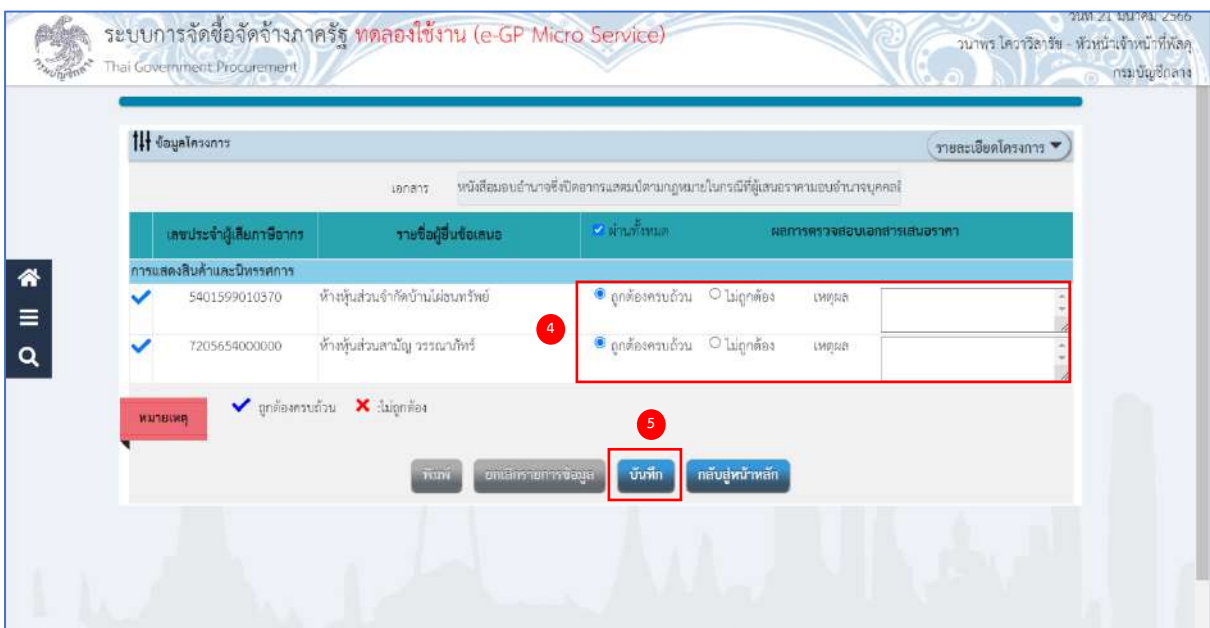 วันที่ 21 มีนาคม 2566
ระบบการจัดซื้อจัดจ้างภาครัฐ ทดลองใช้งาน (e-GP Micro Service)
วนาพร โควาวิสารัช - หัวหน้าเจ้าหน้าที่พัสดุ
Thai Government Procurement
กรมบัญชีกลาง
ข้อมูลโครงการ
รายละเอียดโครงการ
เอกสาร หนังสือมอบอำนาจซึ่งปิดอากรแสตมป์ตามกฎหมายในกรณีที่ผู้เสนอราคามอบอำนาจบุคคลอื่
เลขประจำผู้เสียภาษีอากร รายชื่อผู้ยื่นข้อเสนอ ผ่านทั้งหมด ผลการตรวจสอบเอกสารเสนอราคา
การแสดงสินค้าและนิทรรศการ
5401599010370 ห้างหุ้นส่วนจำกัดบ้านไผ่ธนทรัพย์ ถูกต้องครบถ้วน ไม่ถูกต้อง เหตุผล
4
7205654000000 ห้างหุ้นส่วนสามัญ วรรณาภัทร์ ถูกต้องครบถ้วน ไม่ถูกต้อง เหตุผล
หมายเหตุ ถูกต้องครบถ้วน :ไม่ถูกต้อง
5
พิมพ์ ยกเลิกรายการข้อมูล บันทึก กลับสู่หน้าหลัก